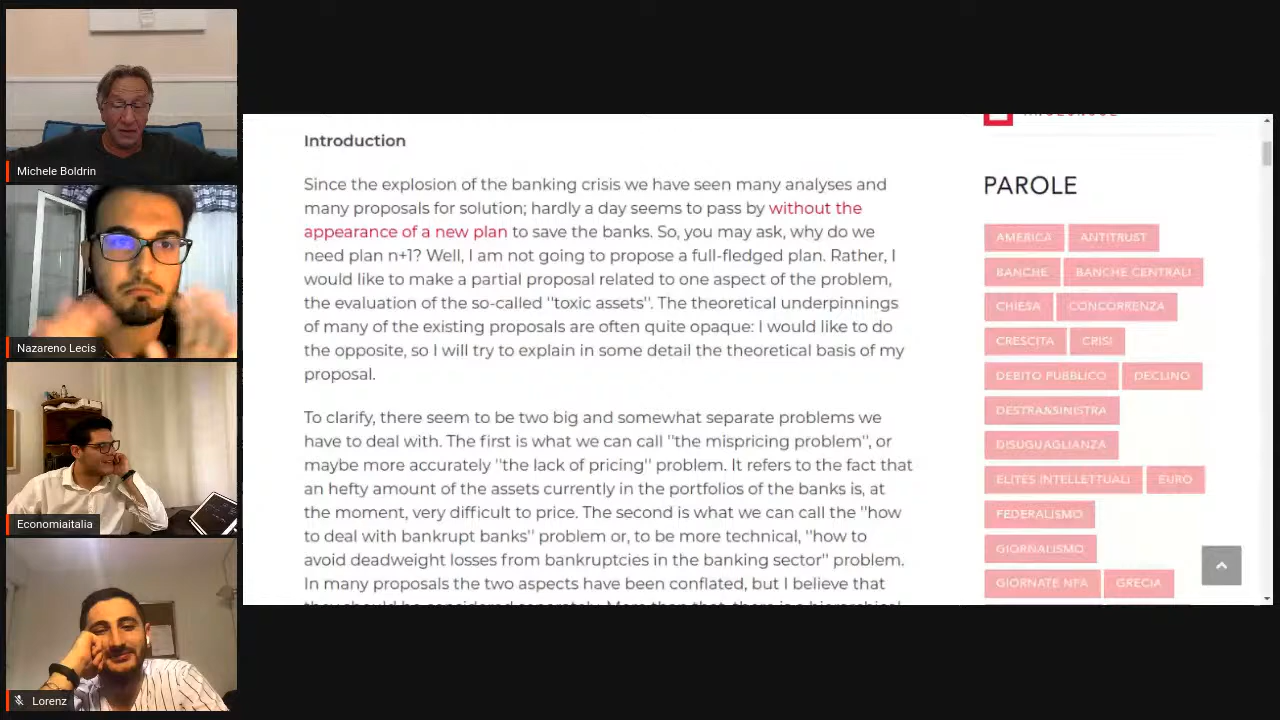 Michele Boldrin
Nazareno Lecis
Economiaitalia
Lorenz
Introduction
Since the explosion of the banking crisis we have seen many analyses and
many proposals for solution; hardly a day seems to pass by without the
appearance of a new plan to save the banks. So, you may ask, why do we
need plan n+1? Well, I am not going to propose a full-fledged plan. Rather, I
would like to make a partial proposal related to one aspect of the problem,
the evaluation of the so-called "toxic assets". The theoretical underpinnings
of many of the existing proposals are often quite opaque: I would like to do
the opposite, so I will try to explain in some detail the theoretical basis of my
proposal.
To clarify, there seem to be two big and somewhat separate problems we
have to deal with. The first is what we can call "the mispricing problem", or
maybe more accurately "the lack of pricing" problem. It refers to the fact that
an hefty amount of the assets currently in the portfolios of the banks is, at
the moment, very difficult to price. The second is what we can call the "how
to deal with bankrupt banks" problem or, to be more technical, "how to
avoid deadweight losses from bankruptcies in the banking sector" problem.
In many proposals the two aspects have been conflated, but I believe that
PAROLE
AMERICA ANTITRUST
BANCHE BANCHE CENTRALI
CHIESA CONCORRENZA
CRESCITA CRISI
DEBITO PUBBLICO DECLINO
DESTRASINISTRA
DISUGUAGLIANZA
ELITES INTELLETTUALI EURO
FEDERALISMO
GIORNALISMO
GIORNATE NFA GRECIA